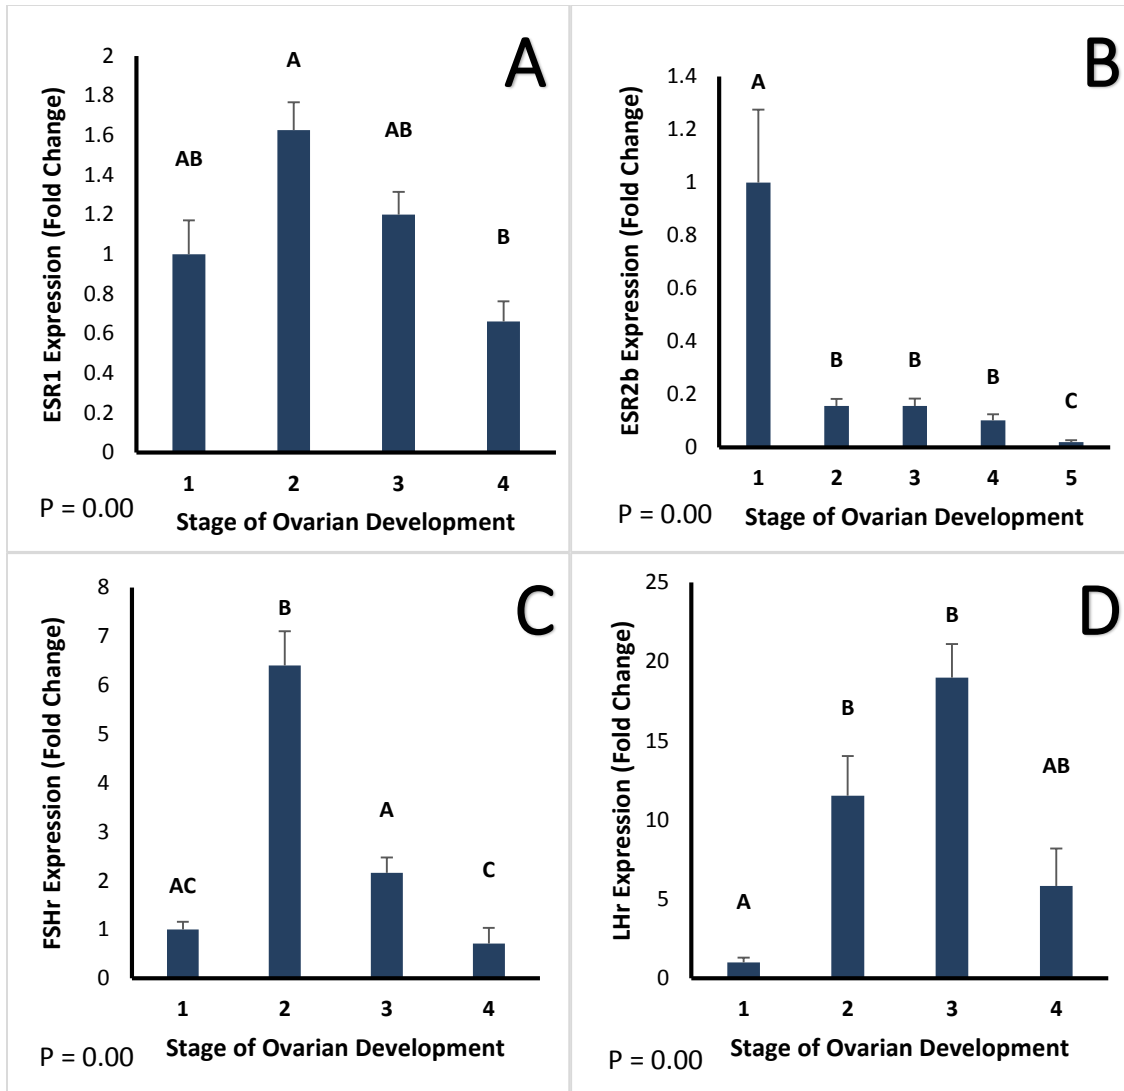 A
ESR1 Expression (Fold Change)
2
1.8
1.6
1.4
1.2
1
0.8
0.6
0.4
0.2
0
AB
A
AB
B
1 2 3 4
P = 0.00
Stage of Ovarian Development
B
ESR2b Expression (Fold Change)
1.4
1.2
1
0.8
0.6
0.4
0.2
0
A
B
B
B
C
1 2 3 4 5
P = 0.00
Stage of Ovarian Development
C
FSHr Expression (Fold Change)
8
7
6
5
4
3
2
1
0
AC
B
A
C
1 2 3 4
P = 0.00
Stage of Ovarian Development
D
LHr Expression (Fold Change)
25
20
15
10
5
0
A
B
B
AB
1 2 3 4
P = 0.00
Stage of Ovarian Development